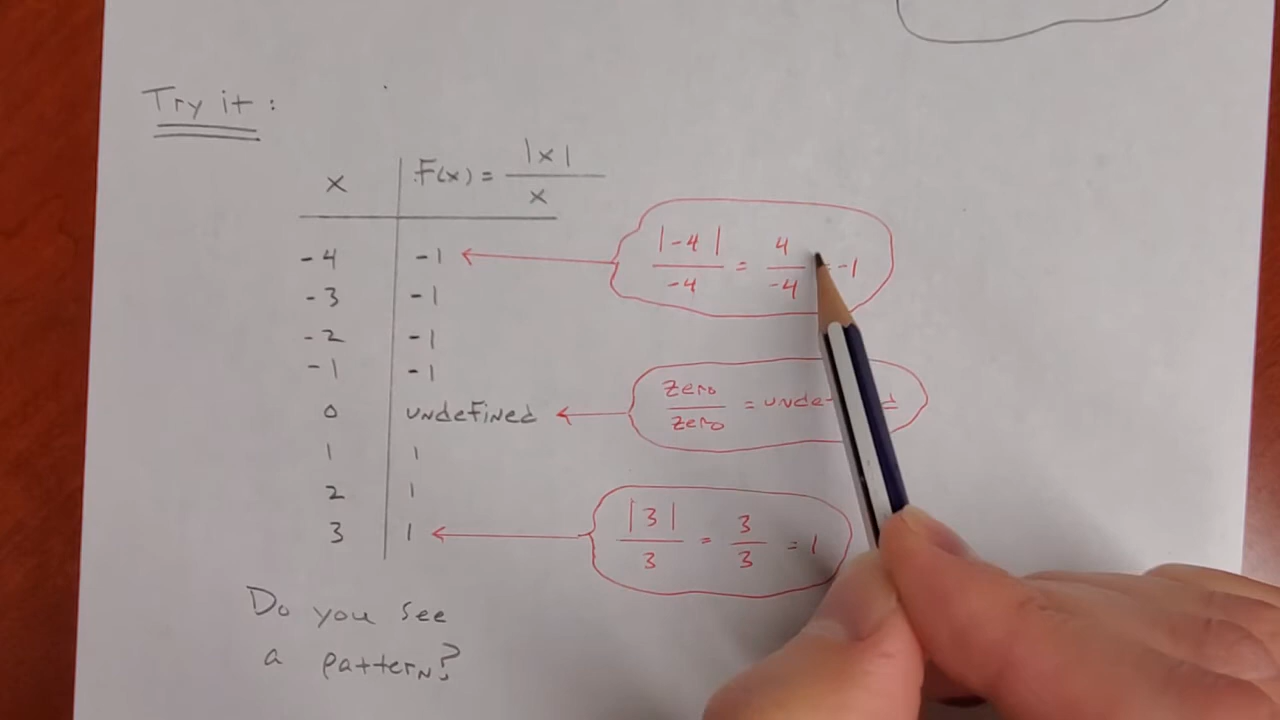 Try it:
x F(x) = |x| / x
-4 -1 ← |-4| / -4 = 4 / -4 = -1
-3 -1
-2 -1
-1 -1
0 undefined ← zero / zero =
1 1
2 1
3 1 ← |3| / 3 = 3 / 3 = 1
Do you see
a pattern?